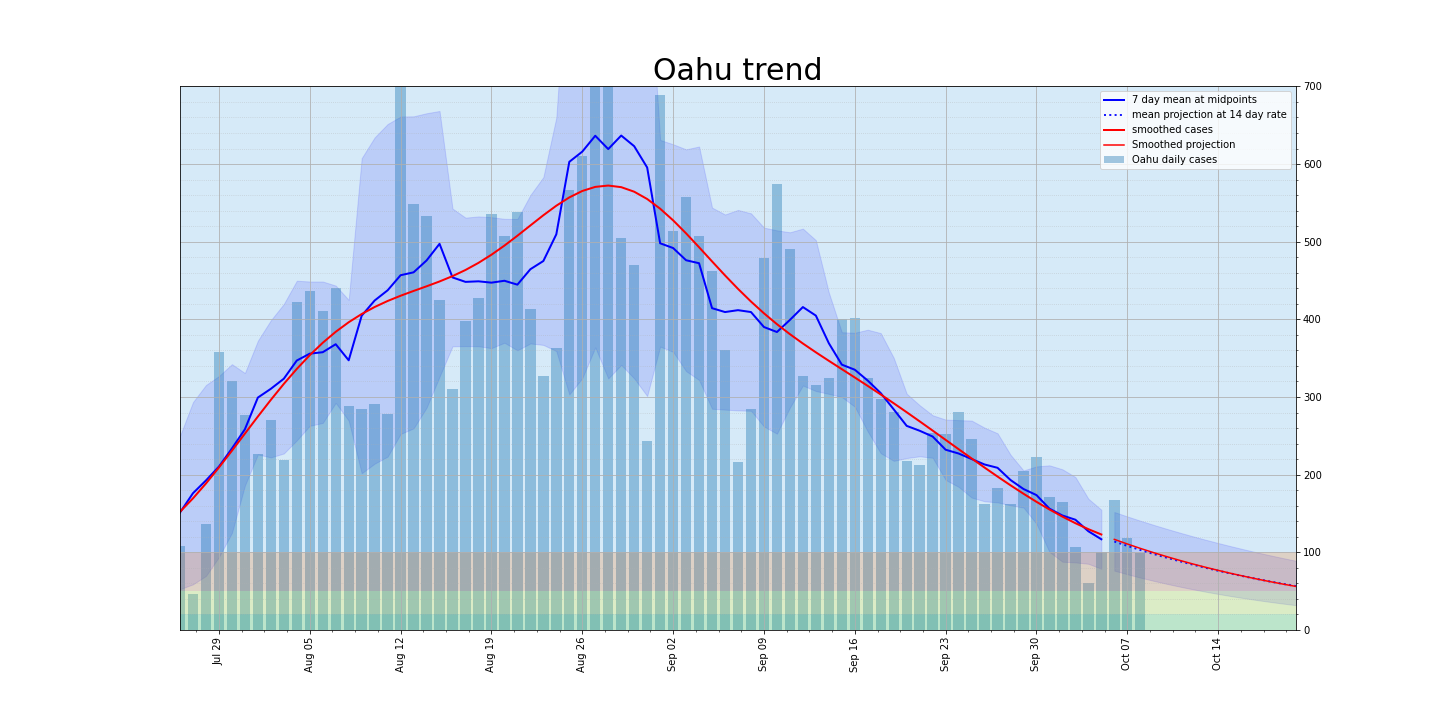 Oahu trend
7 day mean at midpoints
mean projection at 14 day rate
smoothed cases
Smoothed projection
Oahu daily cases
700
600
500
400
300
200
100
0
Jul 29
Aug 05
Aug 12
Aug 19
Aug 26
Sep 02
Sep 09
Sep 16
Sep 23
Sep 30
Oct 07
Oct 14